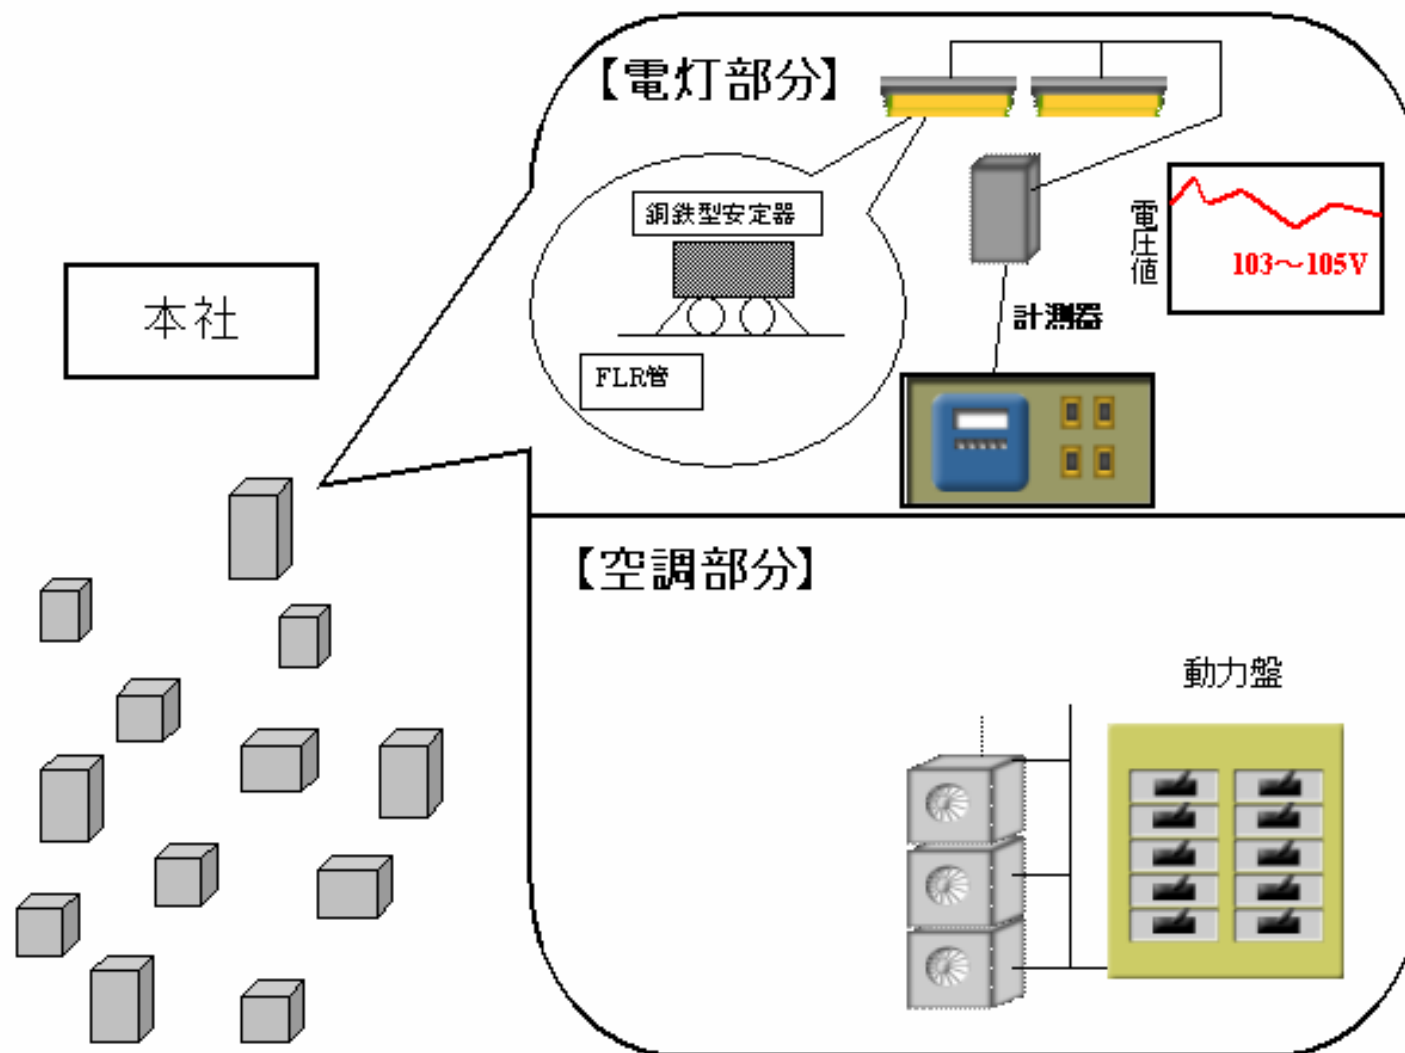 【電灯部分】
銅鉄型安定器
電圧値
103～105V
本社
計測器
FLR管
【空調部分】
動力盤